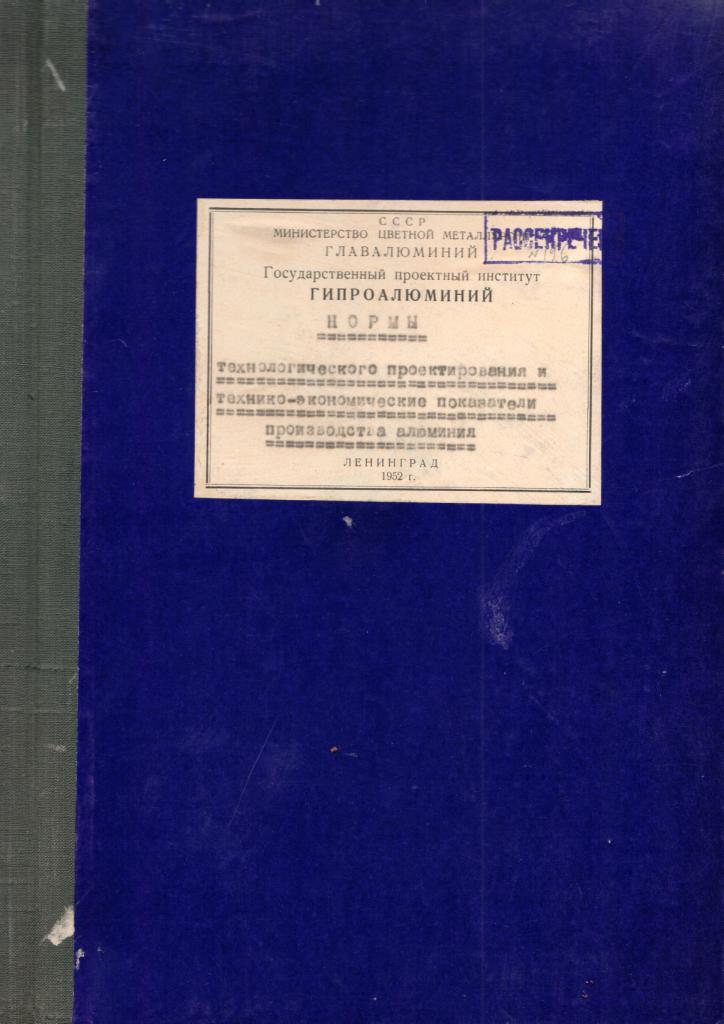 СССР
МИНИСТЕРСТВО ЦВЕТНОЙ МЕТАЛЛ
РАССЕКРЕЧЕ
ГЛАВАЛЮМИНИЙ
№196
Государственный проектный институт
ГИПРОАЛЮМИНИЙ
НОРМЫ
технологического проектирования и
технико-экономические показатели
производства алюминия
ЛЕНИНГРАД
1952 г.